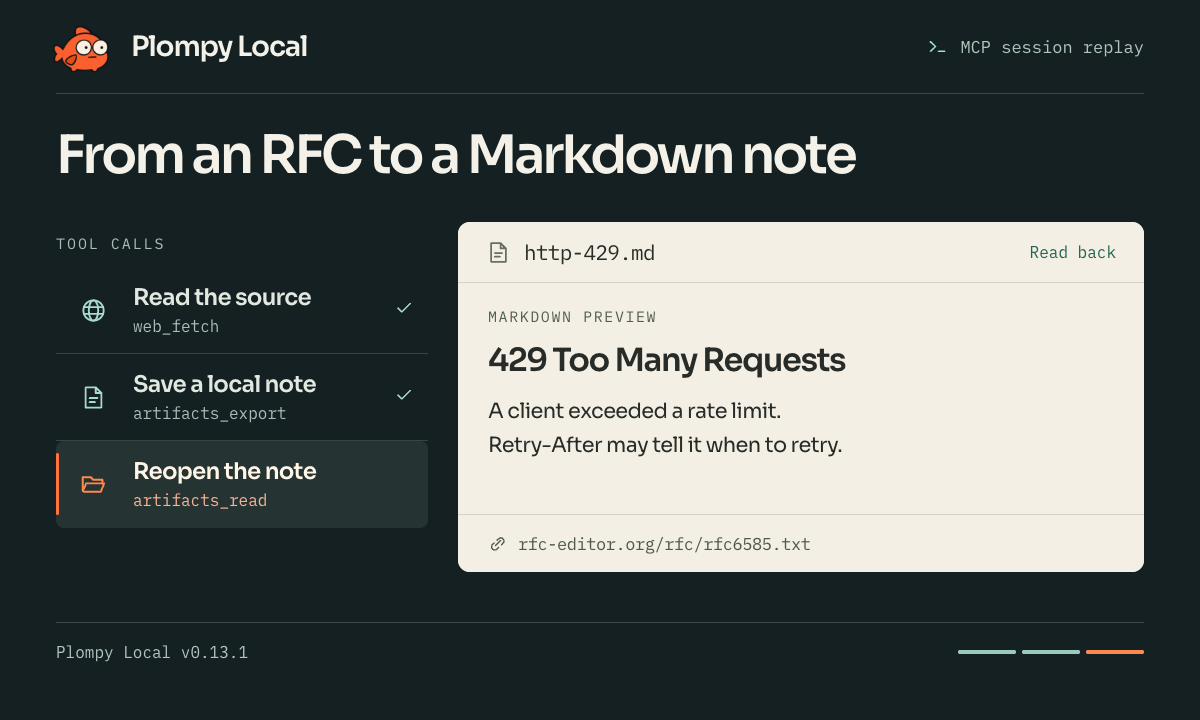 Plompy Local
MCP session replay
From an RFC to a Markdown note
TOOL CALLS
Read the source
web_fetch
Save a local note
artifacts_export
Reopen the note
artifacts_read
http-429.md
Read back
MARKDOWN PREVIEW
429 Too Many Requests
A client exceeded a rate limit.
Retry-After may tell it when to retry.
rfc-editor.org/rfc/rfc6585.txt
Plompy Local v0.13.1